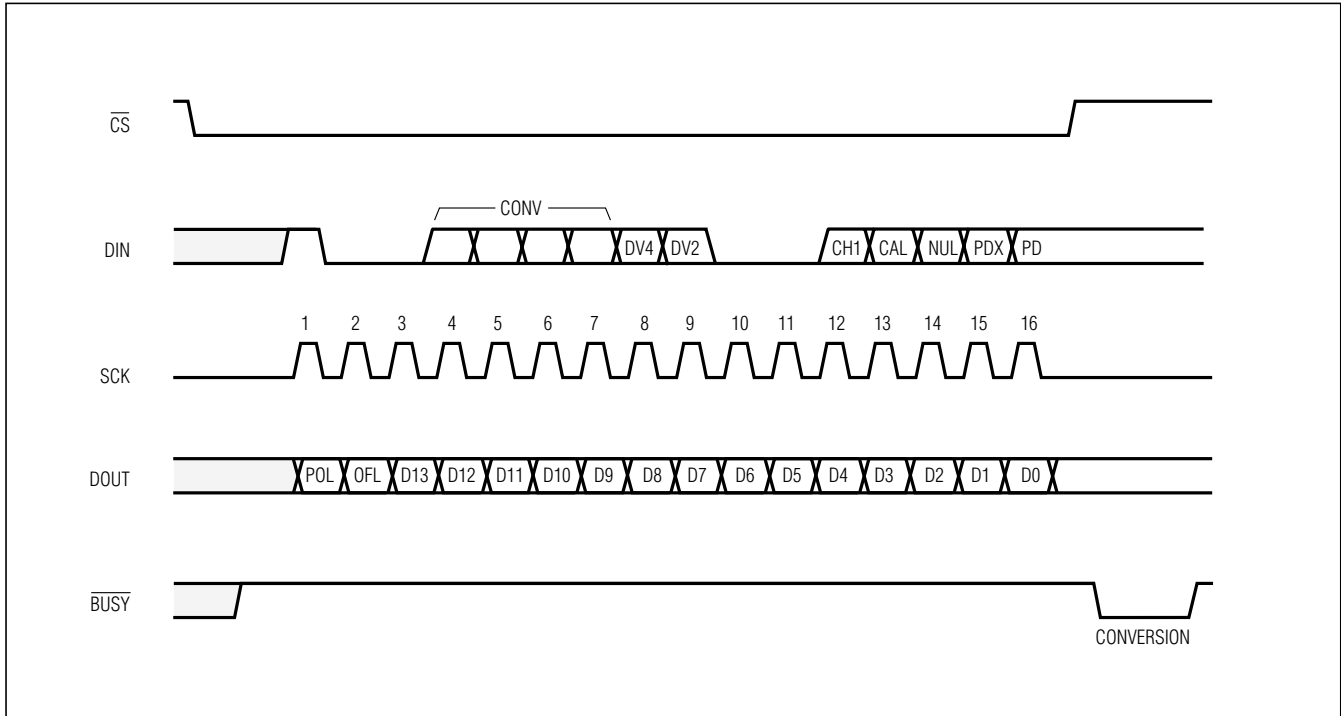 CS
CONV
DIN DV4 DV2 CH1 CAL NUL PDX PD
1 2 3 4 5 6 7 8 9 10 11 12 13 14 15 16
SCK
DOUT POL OFL D13 D12 D11 D10 D9 D8 D7 D6 D5 D4 D3 D2 D1 D0
BUSY
CONVERSION